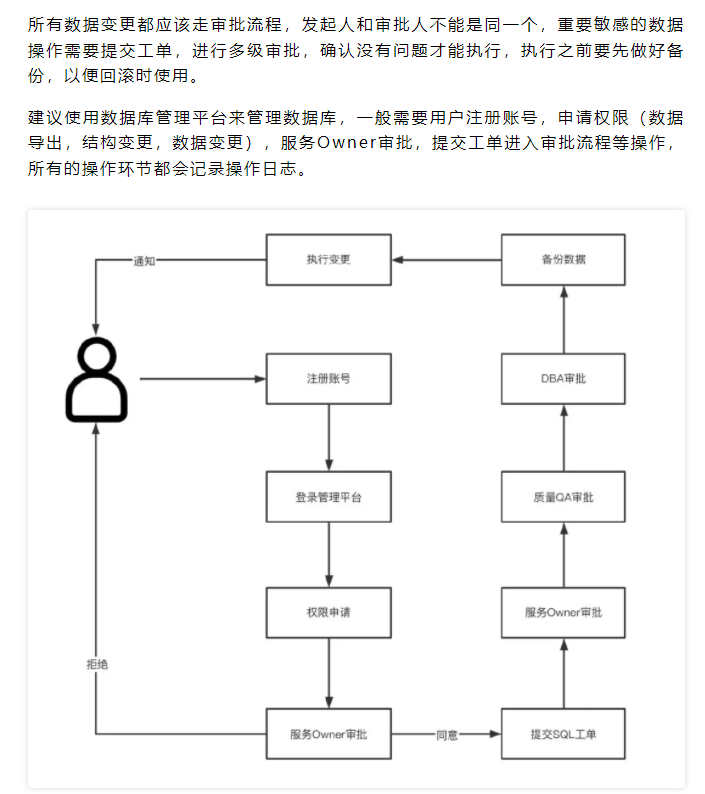 所有数据变更都应该走审批流程，发起人和审批人不能是同一个，重要敏感的数据
操作需要提交工单，进行多级审批，确认没有问题才能执行，执行之前要先做好备
份，以便回滚时使用。
建议使用数据库管理平台来管理数据库，一般需要用户注册账号，申请权限（数据
导出，结构变更，数据变更），服务Owner审批，提交工单进入审批流程等操作，
所有的操作环节都会记录操作日志。
通知
执行变更
备份数据
注册账号
DBA审批
登录管理平台
质量QA审批
权限申请
服务Owner审批
拒绝
服务Owner审批
同意
提交SQL工单